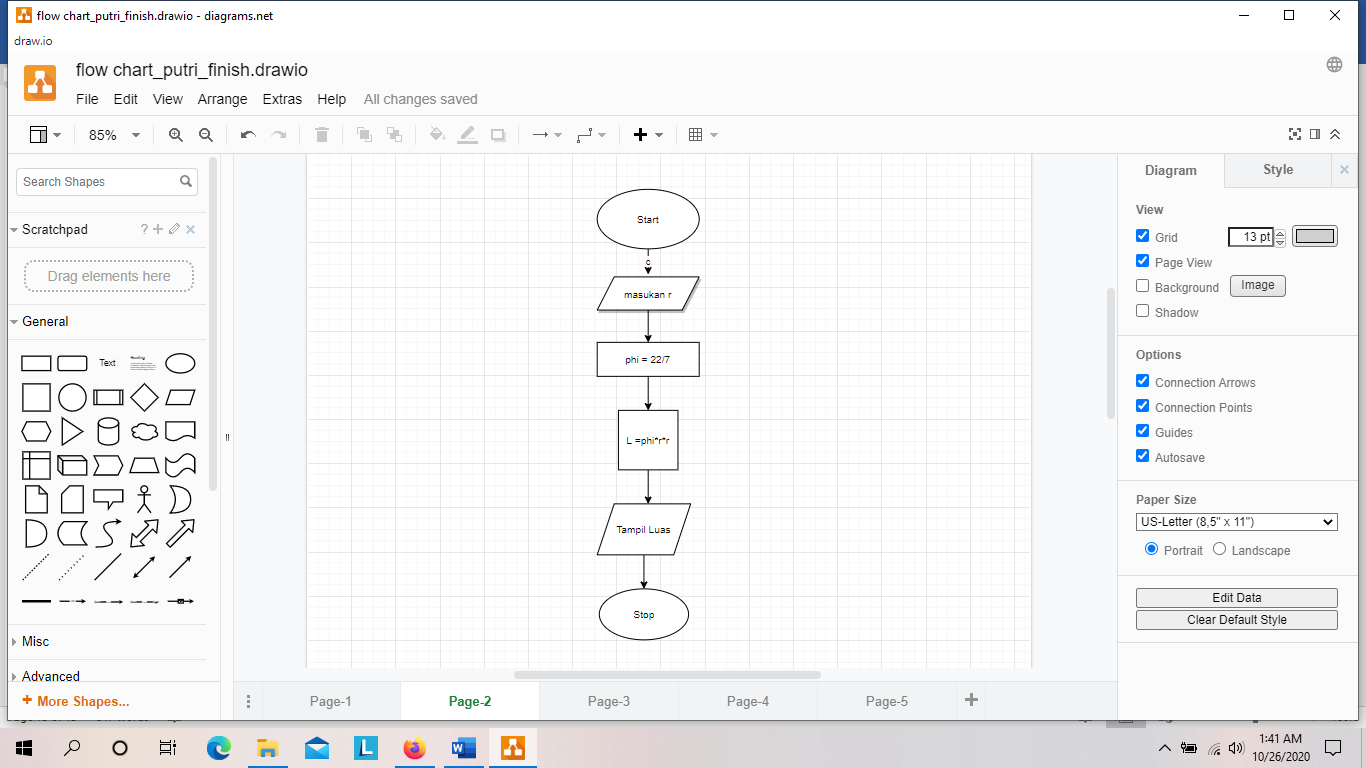 flow chart_putri_finish.drawio - diagrams.net
draw.io
flow chart_putri_finish.drawio
File Edit View Arrange Extras Help All changes saved
85%
Search Shapes
Scratchpad
?
Drag elements here
General
Text
Heading
Misc
Advanced
+ More Shapes...
Start
c
masukan r
phi = 22/7
L =phi*r*r
Tampil Luas
Stop
Page-1 Page-2 Page-3 Page-4 Page-5
Diagram Style
View
Grid 13 pt
Page View
Background Image
Shadow
Options
Connection Arrows
Connection Points
Guides
Autosave
Paper Size
US-Letter (8,5" x 11")
Portrait Landscape
Edit Data
Clear Default Style
L
W
1:41 AM
10/26/2020